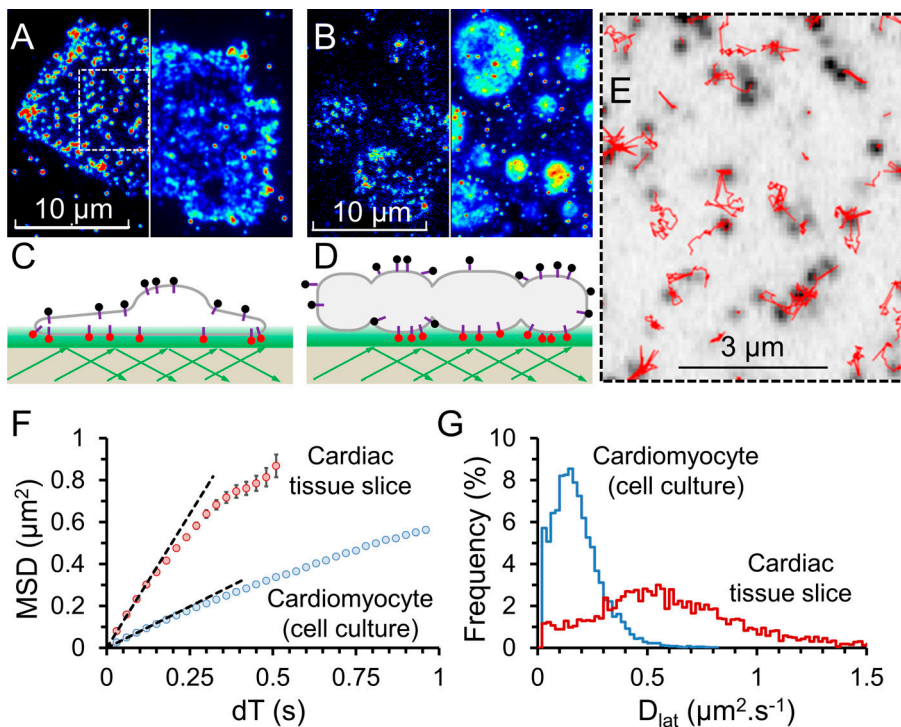 A
B
E
10 µm
10 µm
C
D
3 µm
F
MSD (µm²)
1
0.8
0.6
0.4
0.2
0
Cardiac
tissue slice
Cardiomyocyte
(cell culture)
0
0.25
0.5
0.75
1
dT (s)
G
Frequency (%)
10
8
6
4
2
0
Cardiomyocyte
(cell culture)
Cardiac
tissue slice
0
0.5
1
1.5
D_lat (µm².s⁻¹)